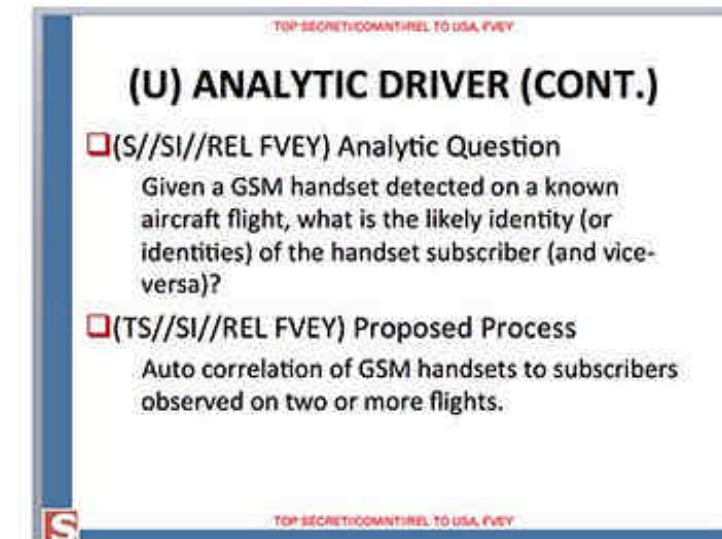 TOP SECRET//COMINT//REL TO USA, FVEY
(U) ANALYTIC DRIVER (CONT.)
(S//SI//REL FVEY) Analytic Question
Given a GSM handset detected on a known
aircraft flight, what is the likely identity (or
identities) of the handset subscriber (and vice-
versa)?
(TS//SI//REL FVEY) Proposed Process
Auto correlation of GSM handsets to subscribers
observed on two or more flights.
S
TOP SECRET//COMINT//REL TO USA, FVEY